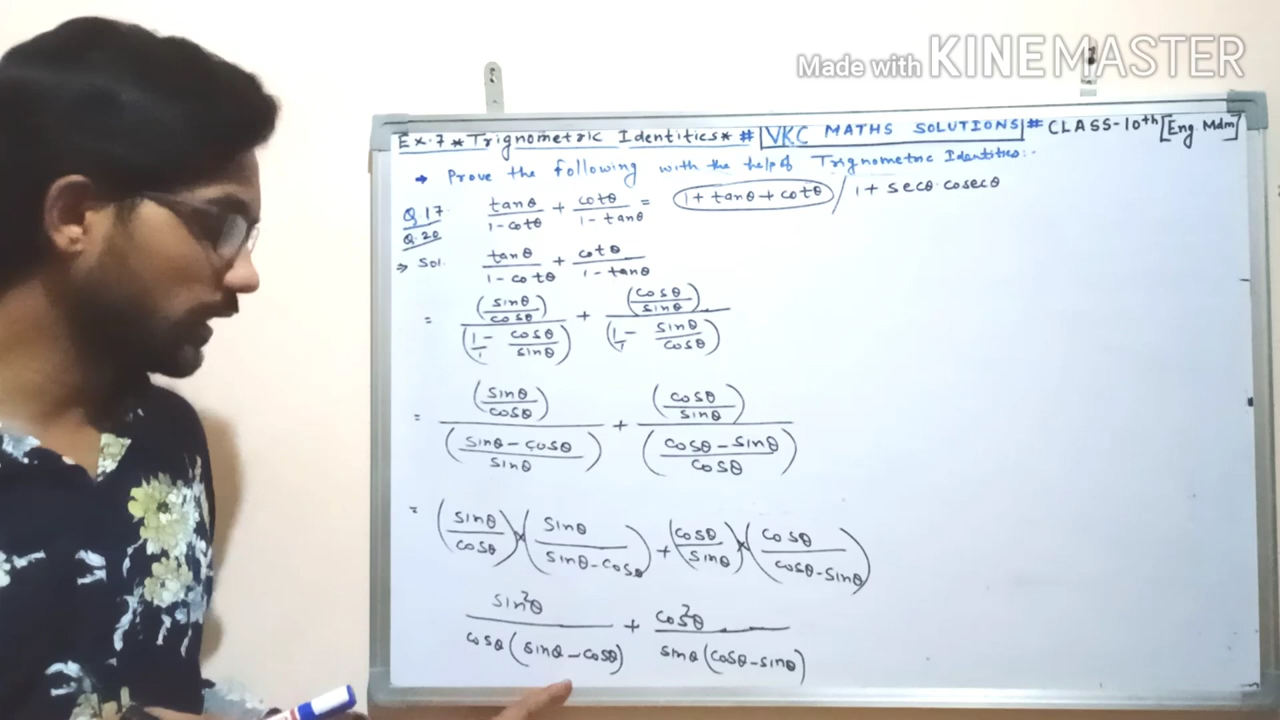 Made with KINEMASTER
Ex.7 * Trignometric Identities * # VKC MATHS SOLUTIONS # CLASS-10th [Eng. Mdm]
→ Prove the following with the help of Trignometric Identities:-
Q.17 tanθ/(1-cotθ) + cotθ/(1-tanθ) = 1+tanθ+cotθ / 1+secθ.cosecθ
Q.20
⇒ Sol. tanθ/(1-cotθ) + cotθ/(1-tanθ)
= (sinθ/cosθ)/(1/1 - cosθ/sinθ) + (cosθ/sinθ)/(1/1 - sinθ/cosθ)
= (sinθ/cosθ)/((sinθ-cosθ)/sinθ) + (cosθ/sinθ)/((cosθ-sinθ)/cosθ)
= (sinθ/cosθ)×(sinθ/(sinθ-cosθ)) + (cosθ/sinθ)×(cosθ/(cosθ-sinθ))
sin²θ/(cosθ(sinθ-cosθ)) + cos²θ/(sinθ(cosθ-sinθ))